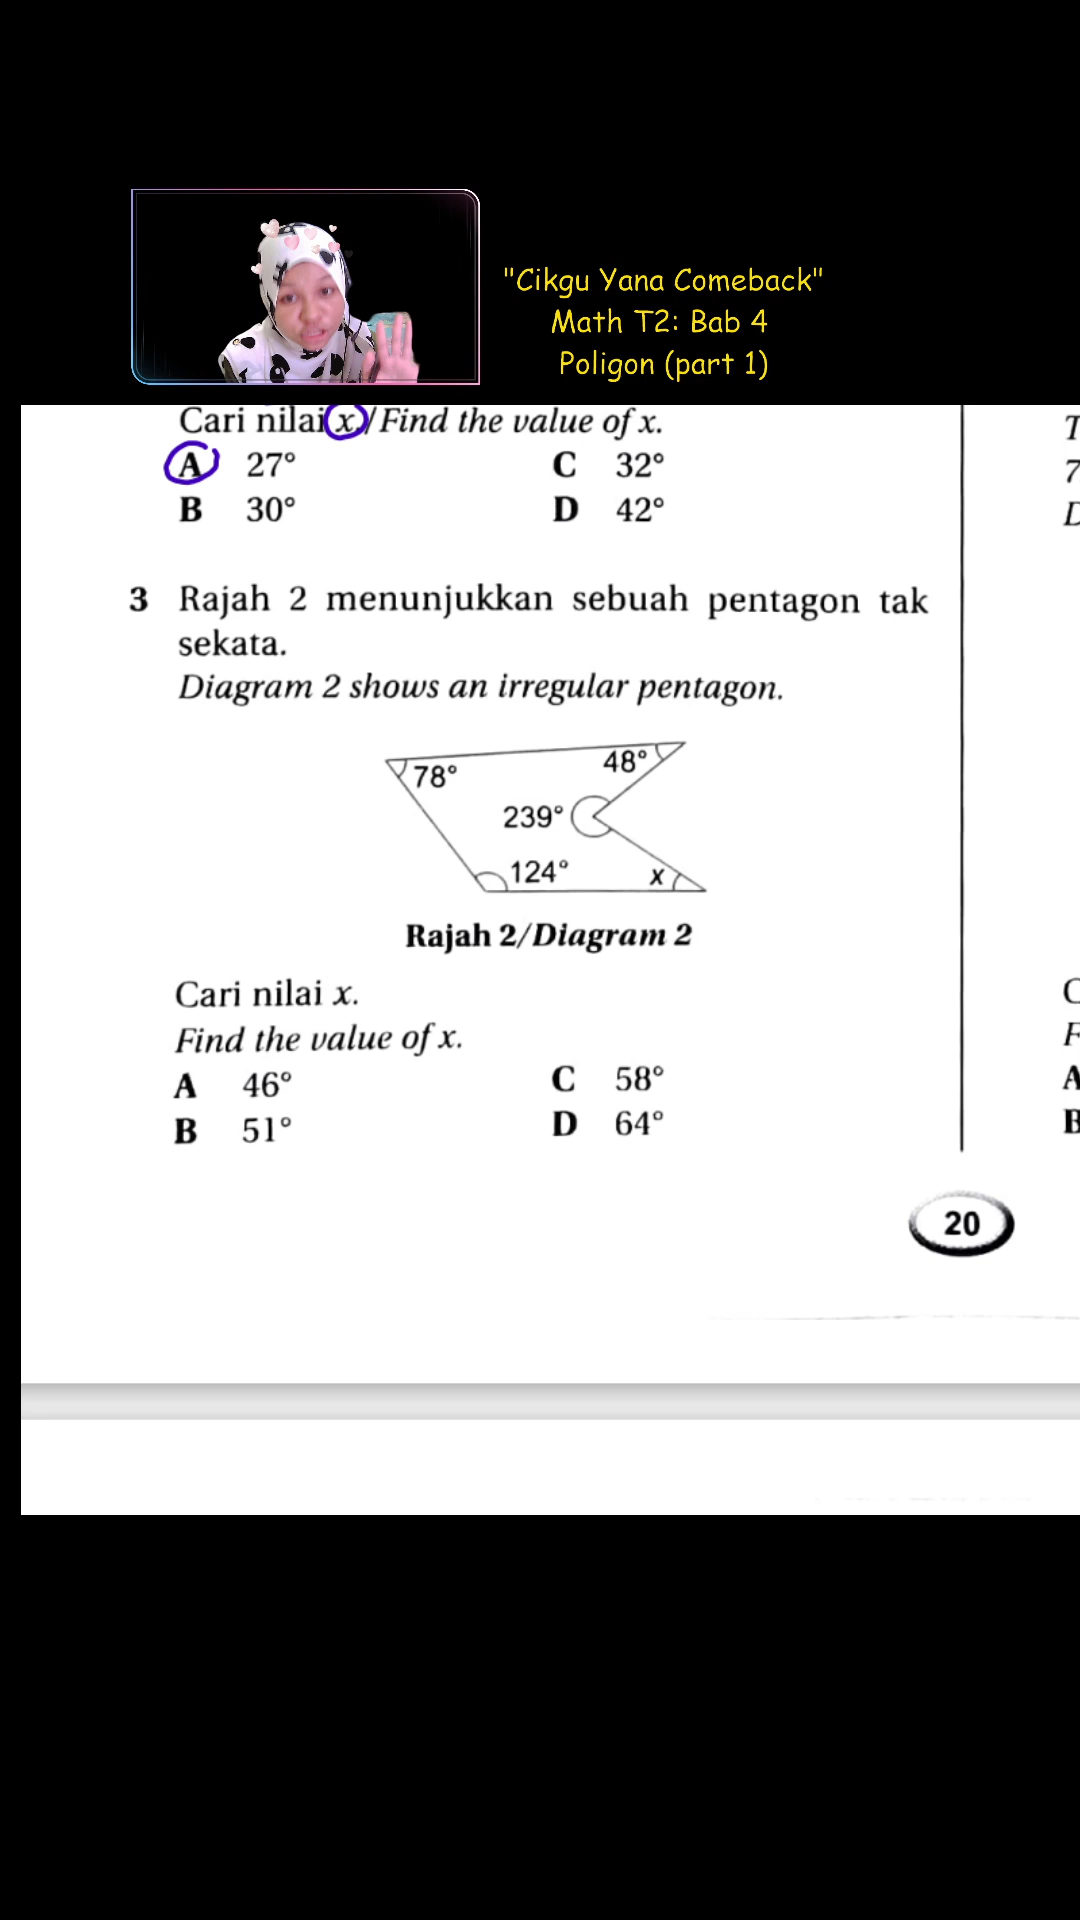 "Cikgu Yana Comeback"
Math T2: Bab 4
Poligon (part 1)
Cari nilai x./Find the value of x.
A 27° C 32°
B 30° D 42°
3 Rajah 2 menunjukkan sebuah pentagon tak
sekata.
Diagram 2 shows an irregular pentagon.
78° 48°
239°
124° x
Rajah 2/Diagram 2
Cari nilai x.
Find the value of x.
A 46° C 58°
B 51° D 64°
20